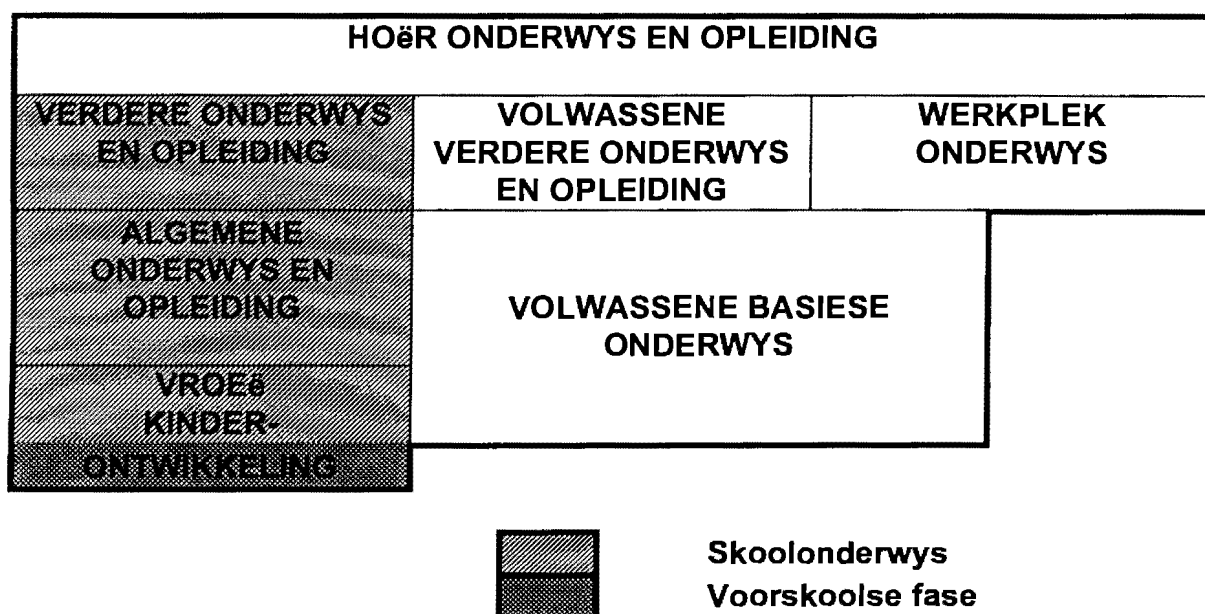 HOëR ONDERWYS EN OPLEIDING
VERDERE ONDERWYS
EN OPLEIDING
VOLWASSENE
VERDERE ONDERWYS
EN OPLEIDING
WERKPLEK
ONDERWYS
ALGEMENE
ONDERWYS EN
OPLEIDING
VOLWASSENE BASIESE
ONDERWYS
VROEë
KINDER-
ONTWIKKELING
Skoolonderwys
Voorskoolse fase